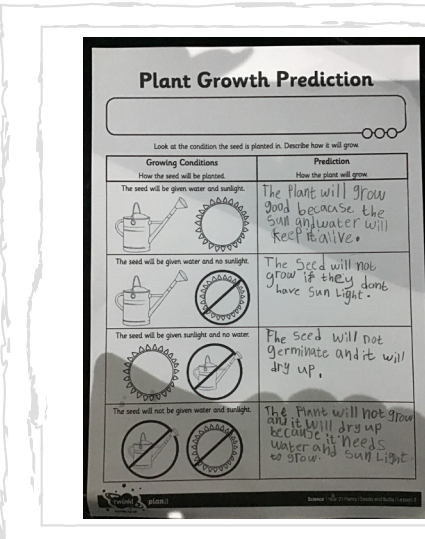 Plant Growth Prediction
Look at the condition the seed is planted in. Describe how it will grow.
Growing Conditions
How the seed will be planted.
Prediction
How the plant will grow.
The seed will be given water and sunlight.
The Plant will grow
good because the
Sun and water will
keep it alive.
The seed will be given water and no sunlight.
The Seed will not
grow if they dont
have Sun Light.
The seed will be given sunlight and no water.
The Seed will not
germinate and it will
dry up.
The seed will not be given water and sunlight.
The Plant will not grow
and it will dry up
because it needs
water and Sun Light
to grow.
twinkl planit
Science